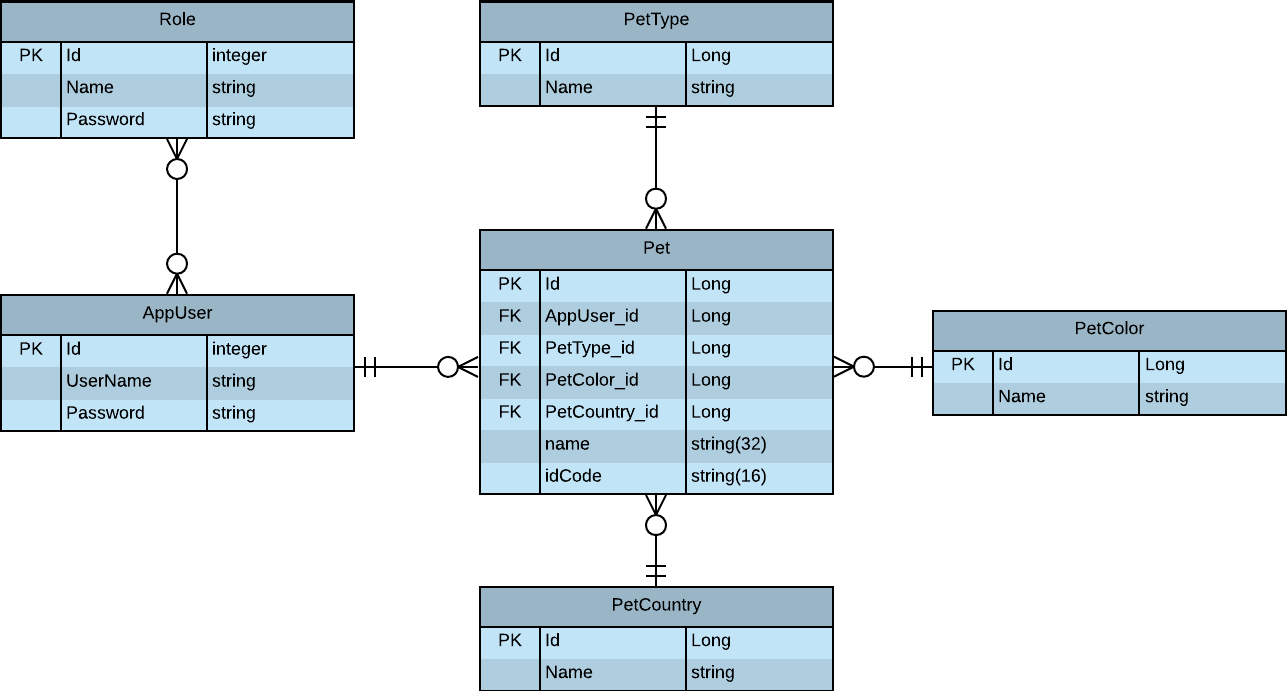 Role
PK Id integer
Name string
Password string
PetType
PK Id Long
Name string
Pet
PK Id Long
FK AppUser_id Long
FK PetType_id Long
FK PetColor_id Long
FK PetCountry_id Long
name string(32)
idCode string(16)
AppUser
PK Id integer
UserName string
Password string
PetColor
PK Id Long
Name string
PetCountry
PK Id Long
Name string